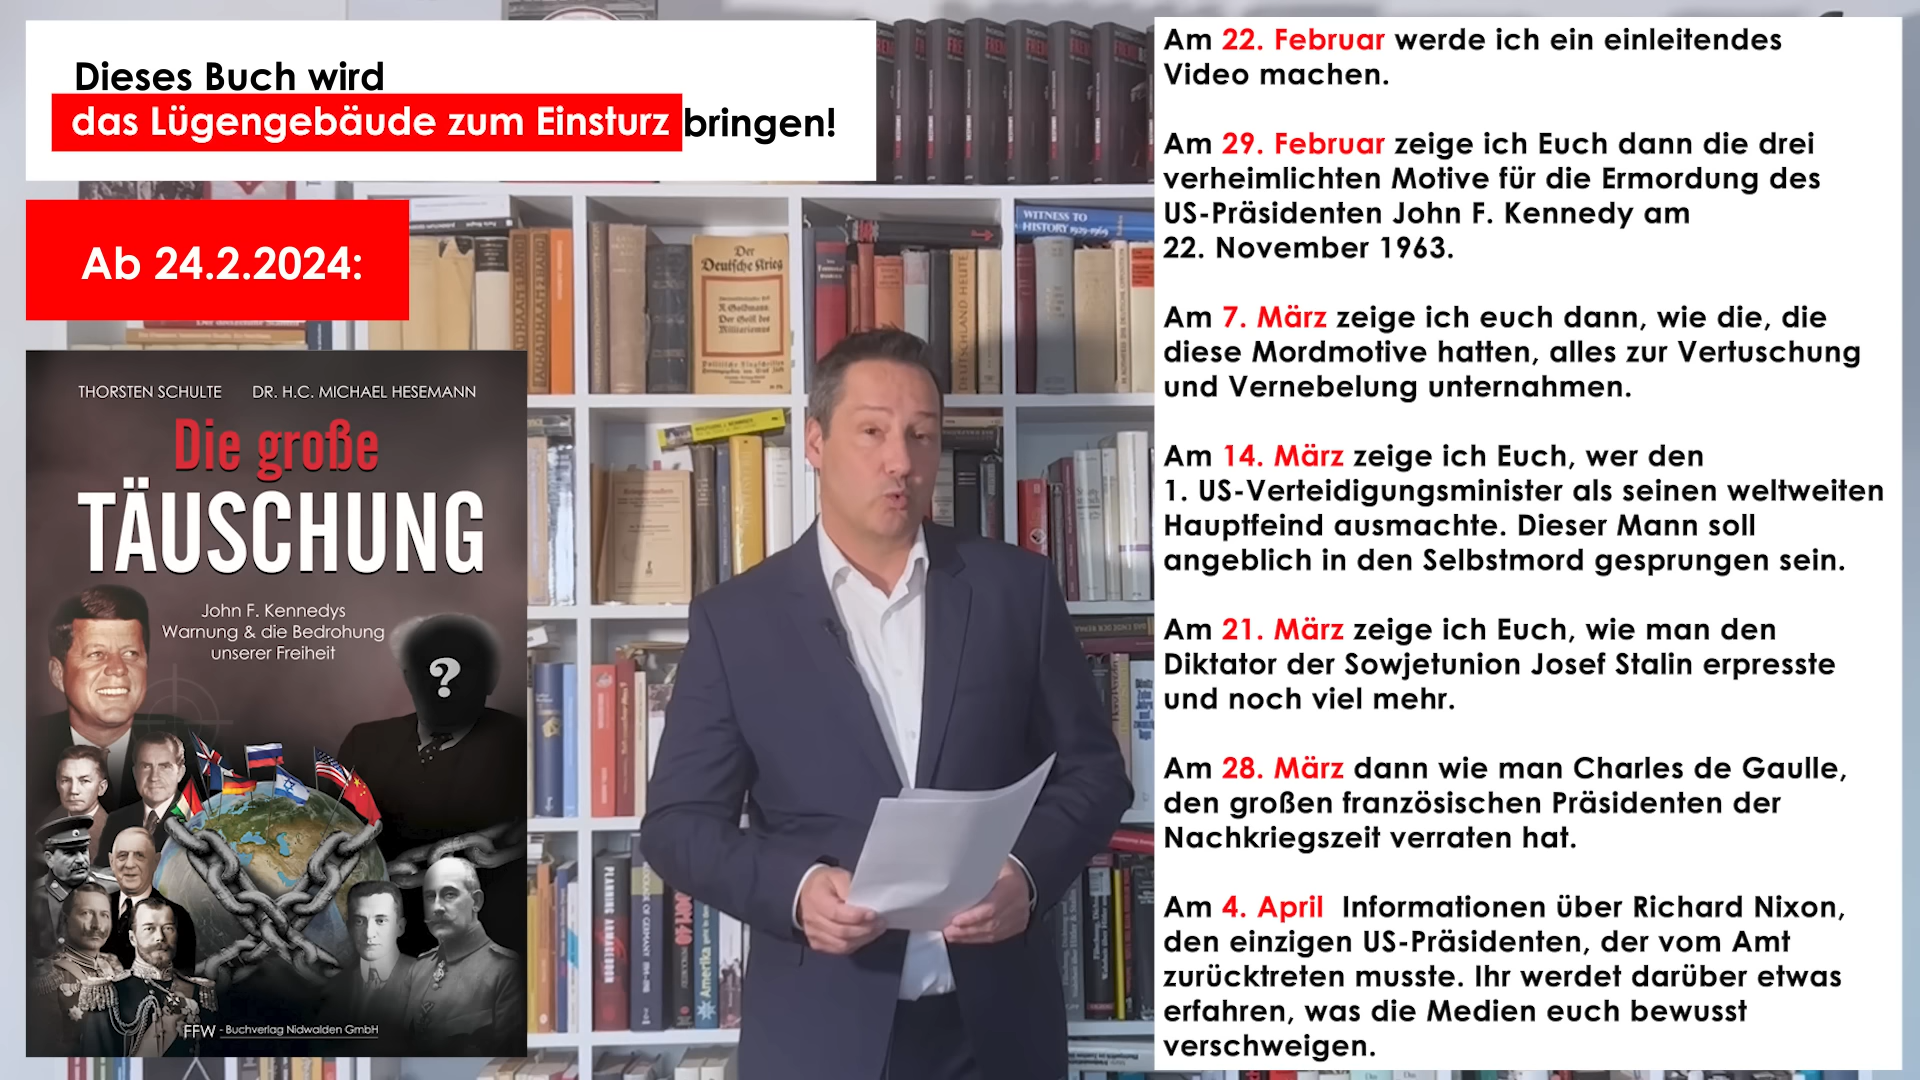 Dieses Buch wird
das Lügengebäude zum Einsturz bringen!
Ab 24.2.2024:
THORSTEN SCHULTE DR. H.C. MICHAEL HESEMANN
Die große
TÄUSCHUNG
John F. Kennedys
Warnung & die Bedrohung
unserer Freiheit
?
FFW - Buchverlag Nidwalden GmbH
WITNESS TO
HISTORY 1929-1969
Der
Deutsche Krieg
Am 22. Februar werde ich ein einleitendes
Video machen.
Am 29. Februar zeige ich Euch dann die drei
verheimlichten Motive für die Ermordung des
US-Präsidenten John F. Kennedy am
22. November 1963.
Am 7. März zeige ich euch dann, wie die, die
diese Mordmotive hatten, alles zur Vertuschung
und Vernebelung unternahmen.
Am 14. März zeige ich Euch, wer den
1. US-Verteidigungsminister als seinen weltweiten
Hauptfeind ausmachte. Dieser Mann soll
angeblich in den Selbstmord gesprungen sein.
Am 21. März zeige ich Euch, wie man den
Diktator der Sowjetunion Josef Stalin erpresste
und noch viel mehr.
Am 28. März dann wie man Charles de Gaulle,
den großen französischen Präsidenten der
Nachkriegszeit verraten hat.
Am 4. April Informationen über Richard Nixon,
den einzigen US-Präsidenten, der vom Amt
zurücktreten musste. Ihr werdet darüber etwas
erfahren, was die Medien euch bewusst
verschweigen.